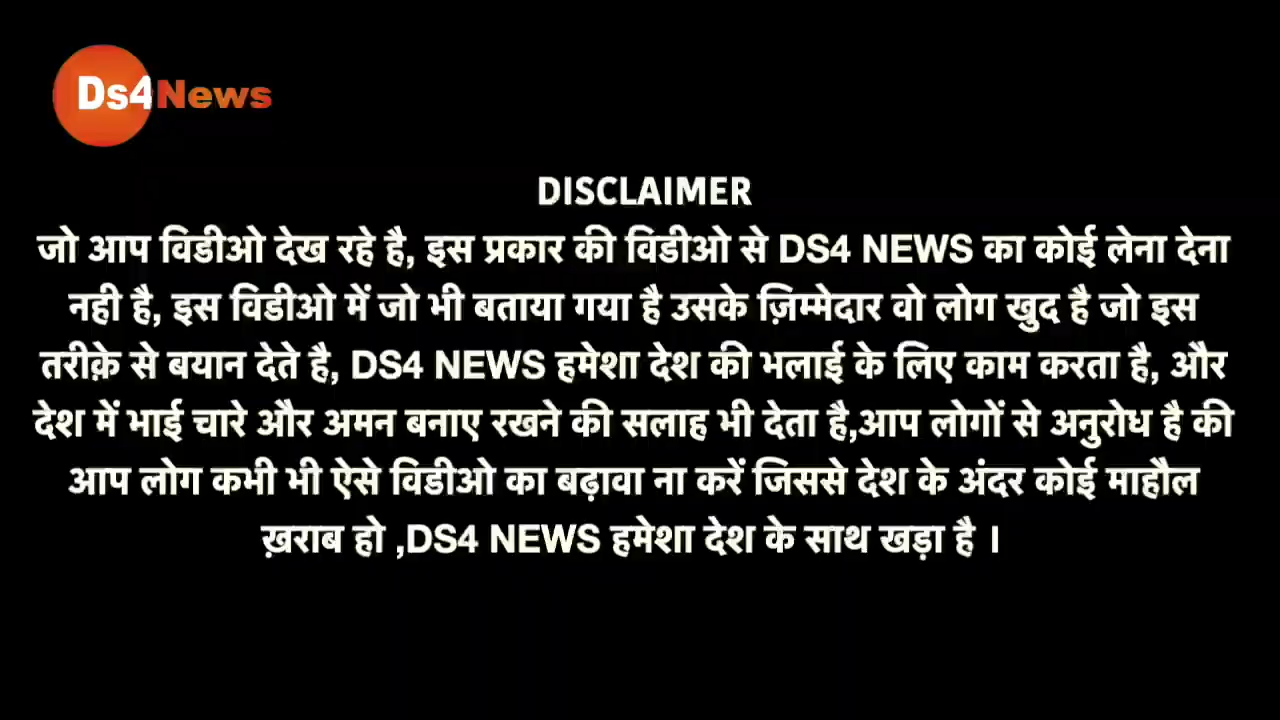 Ds4News
DISCLAIMER
जो आप विडीओ देख रहे है, इस प्रकार की विडीओ से DS4 NEWS का कोई लेना देना
नही है, इस विडीओ में जो भी बताया गया है उसके ज़िम्मेदार वो लोग खुद है जो इस
तरीक़े से बयान देते है, DS4 NEWS हमेशा देश की भलाई के लिए काम करता है, और
देश में भाई चारे और अमन बनाए रखने की सलाह भी देता है,आप लोगों से अनुरोध है की
आप लोग कभी भी ऐसे विडीओ का बढ़ावा ना करें जिससे देश के अंदर कोई माहौल
ख़राब हो ,DS4 NEWS हमेशा देश के साथ खड़ा है ।